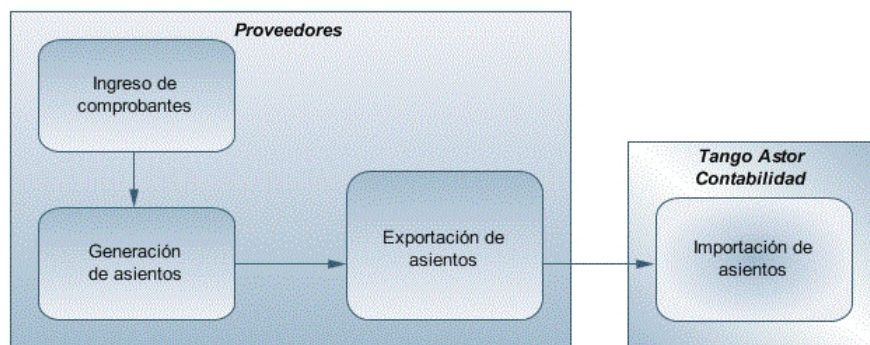 Proveedores
Ingreso de
comprobantes
Generación
de asientos
Exportación de
asientos
Tango Astor
Contabilidad
Importación de
asientos